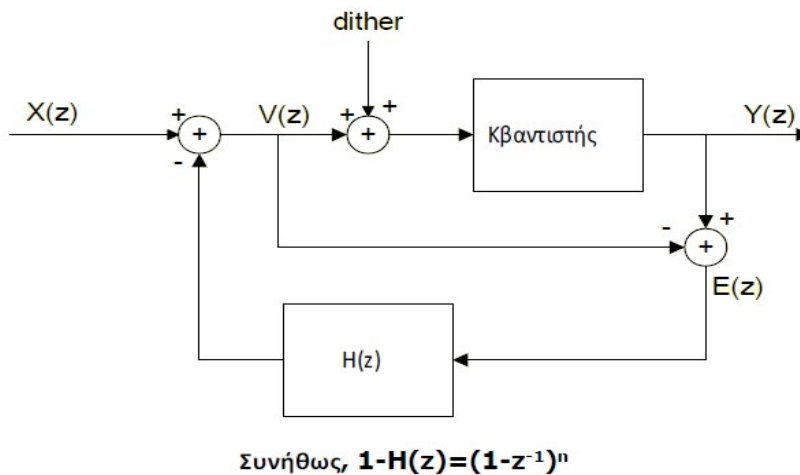 dither
X(z)
+
+
-
V(z)
+
+
+
Κβαντιστής
Y(z)
-
+
+
E(z)
H(z)
Συνήθως, 1-H(z)=(1-z⁻¹)ⁿ